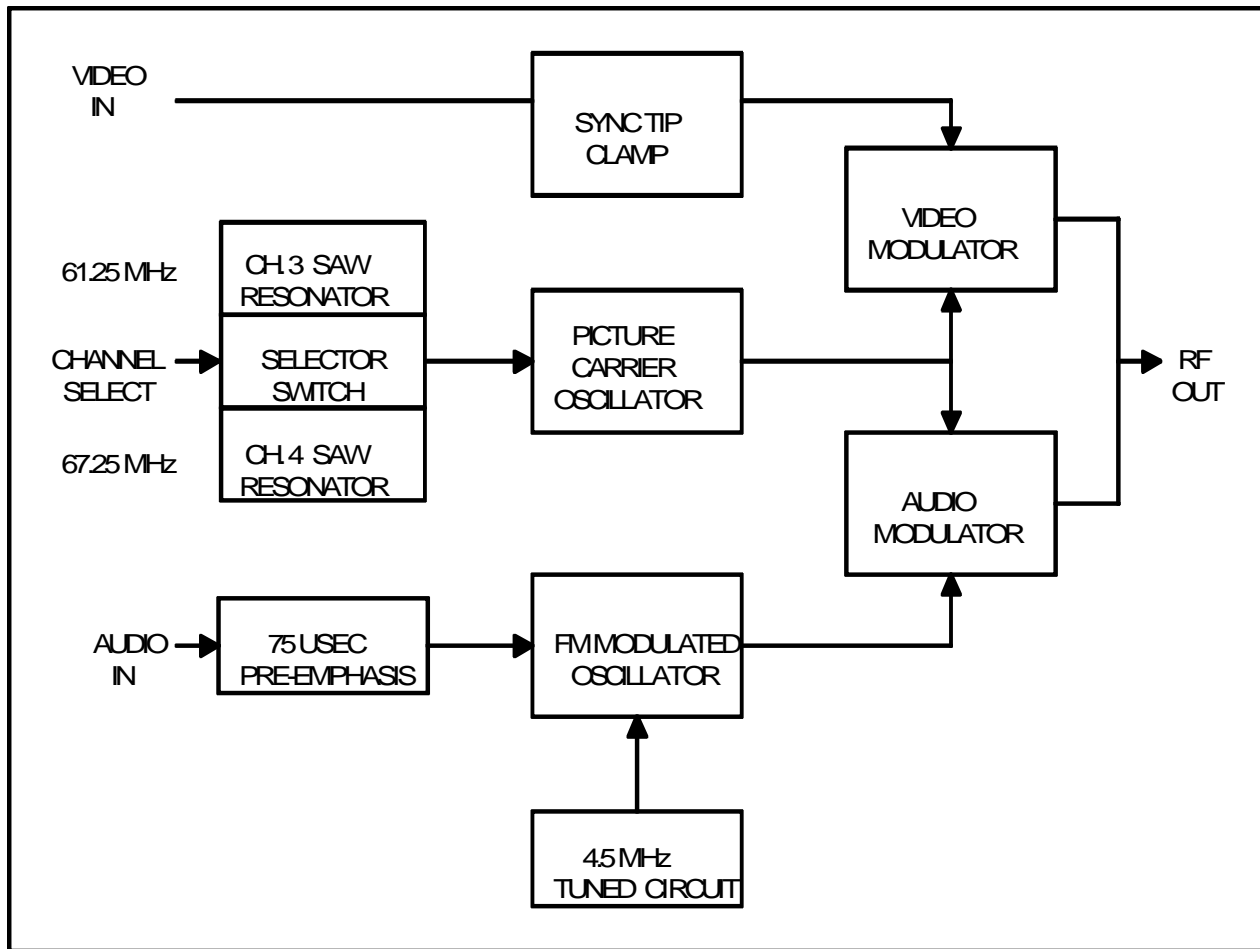 VIDEO
IN
SYNC TIP
CLAMP
VIDEO
MODULATOR
61.25 MHz
CH. 3 SAW
RESONATOR
CHANNEL
SELECT
SELECTOR
SWITCH
PICTURE
CARRIER
OSCILLATOR
RF
OUT
67.25 MHz
CH. 4 SAW
RESONATOR
AUDIO
MODULATOR
AUDIO
IN
75 USEC
PRE-EMPHASIS
FM MODULATED
OSCILLATOR
4.5 MHz
TUNED CIRCUIT